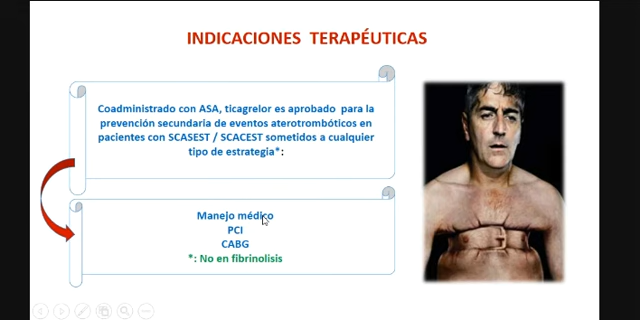 INDICACIONES TERAPÉUTICAS
Coadministrado con ASA, ticagrelor es aprobado para la
prevención secundaria de eventos aterotrombóticos en
pacientes con SCASEST / SCACEST sometidos a cualquier
tipo de estrategia*:
Manejo médico
PCI
CABG
*: No en fibrinolisis